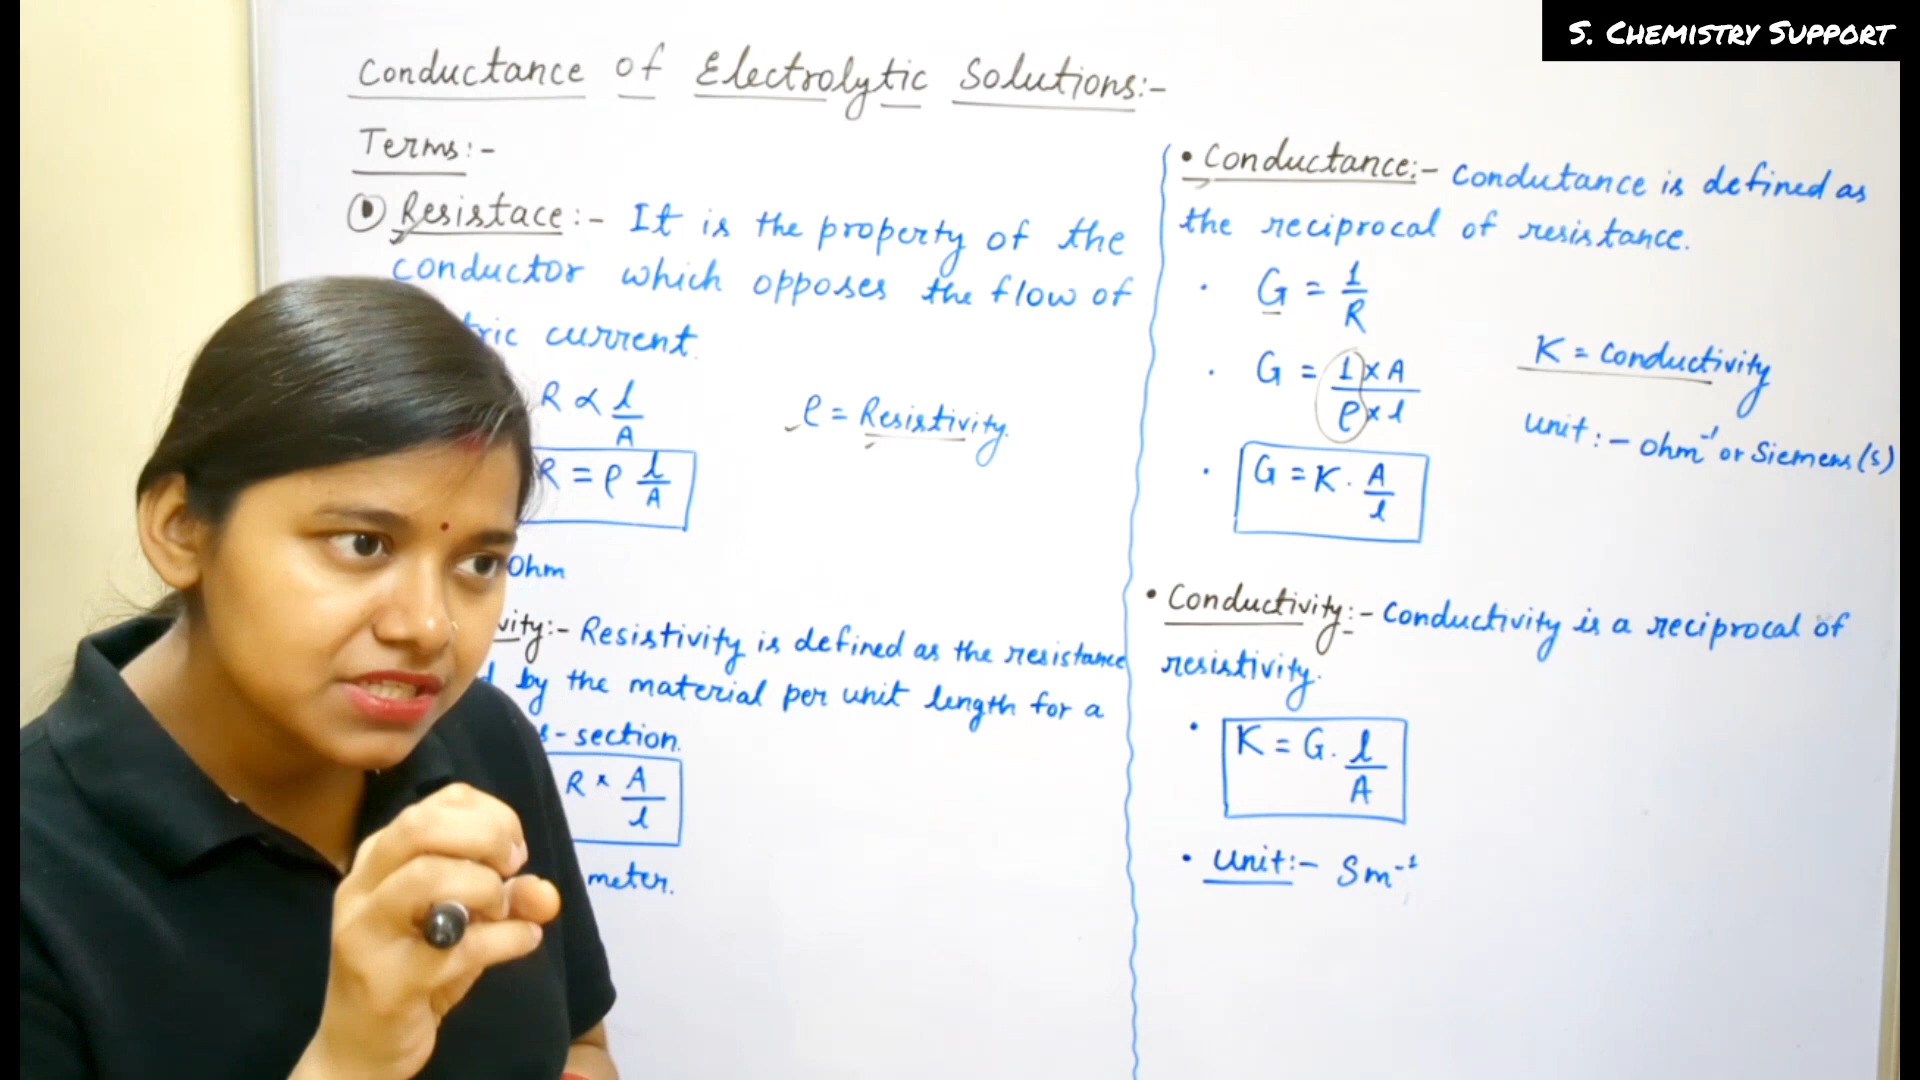 S. Chemistry Support
Conductance of Electrolytic Solutions:-
Terms:-
① Resistace:- It is the property of the
conductor which opposes the flow of
ric current.
R ∝ l/A
ρ = Resistivity.
R = ρ l/A
Ohm
vity:- Resistivity is defined as the resistance
d by the material per unit length for a
s-section.
R × A/l
meter.
• Conductance:- Condutance is defined as
the reciprocal of resistance.
• G = 1/R
• G = 1 × A / ρ × l
K = Conductivity
unit:- Ohm⁻¹ or Siemens (s)
• G = K . A/l
• Conductivity:- Conductivity is a reciprocal of
resistivity.
• K = G . l/A
• unit:- S m⁻¹